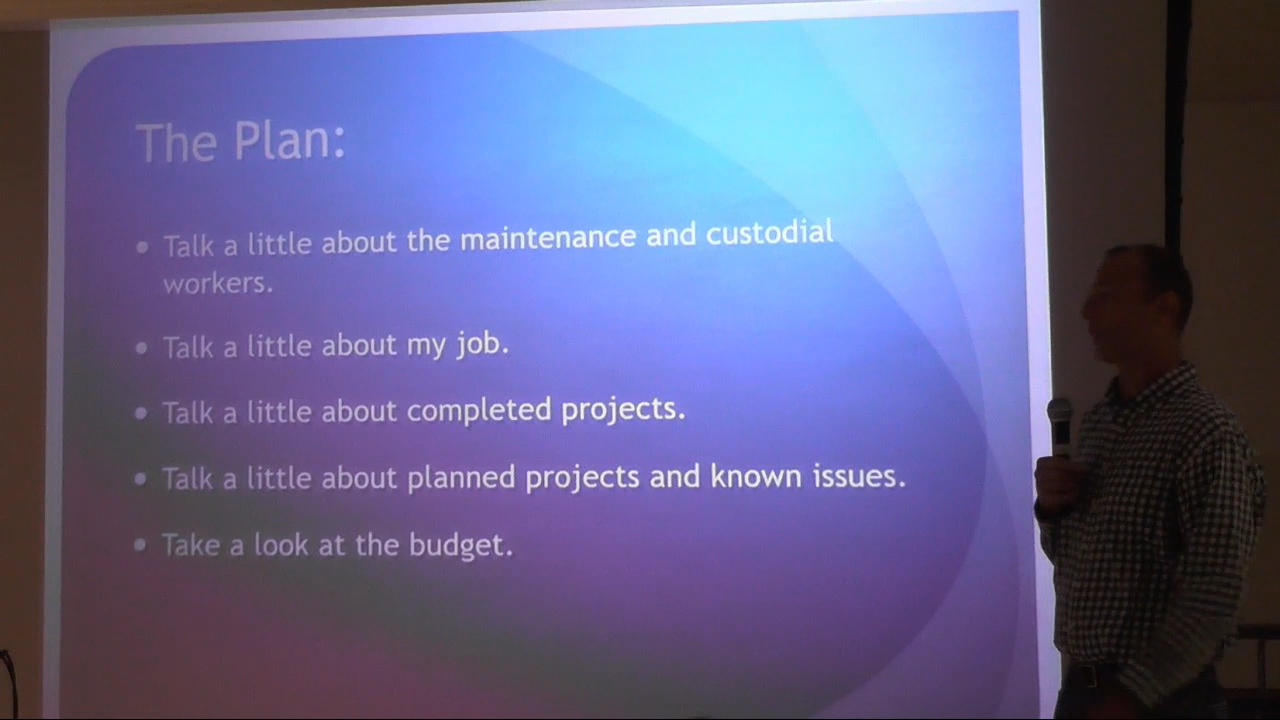 The Plan:
• Talk a little about the maintenance and custodial
workers.
• Talk a little about my job.
• Talk a little about completed projects.
• Talk a little about planned projects and known issues.
• Take a look at the budget.